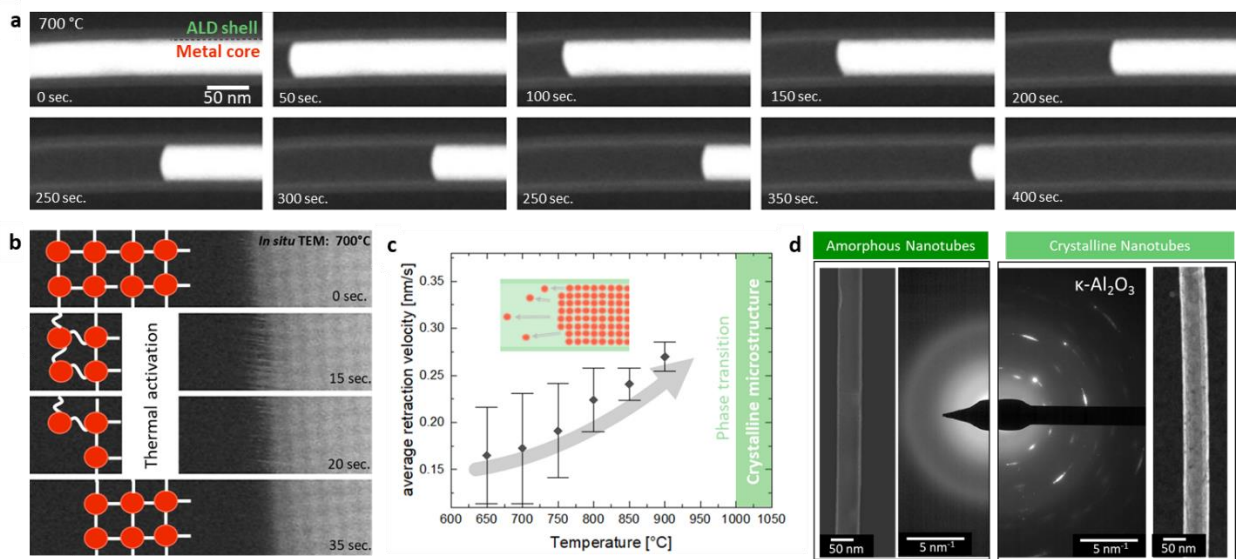 a
700 °C
ALD shell
Metal core
50 nm
0 sec.
50 sec.
100 sec.
150 sec.
200 sec.
250 sec.
300 sec.
250 sec.
350 sec.
400 sec.
b
In situ TEM: 700°C
0 sec.
Thermal activation
15 sec.
20 sec.
35 sec.
c
average retraction velocity [nm/s]
0.35
0.30
0.25
0.20
0.15
Phase transition
Crystalline microstructure
600 650 700 750 800 850 900 950 1000 1050
Temperature [°C]
d
Amorphous Nanotubes
Crystalline Nanotubes
κ-Al₂O₃
50 nm
5 nm⁻¹
5 nm⁻¹
50 nm